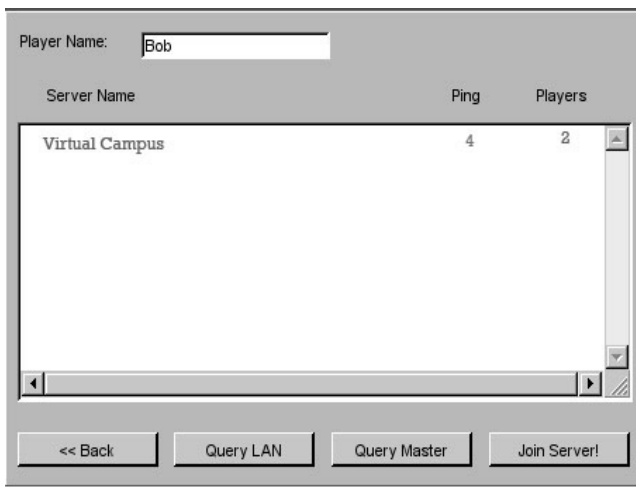 Player Name: Bob
Server Name Ping Players
Virtual Campus 4 2
<< Back Query LAN Query Master Join Server!